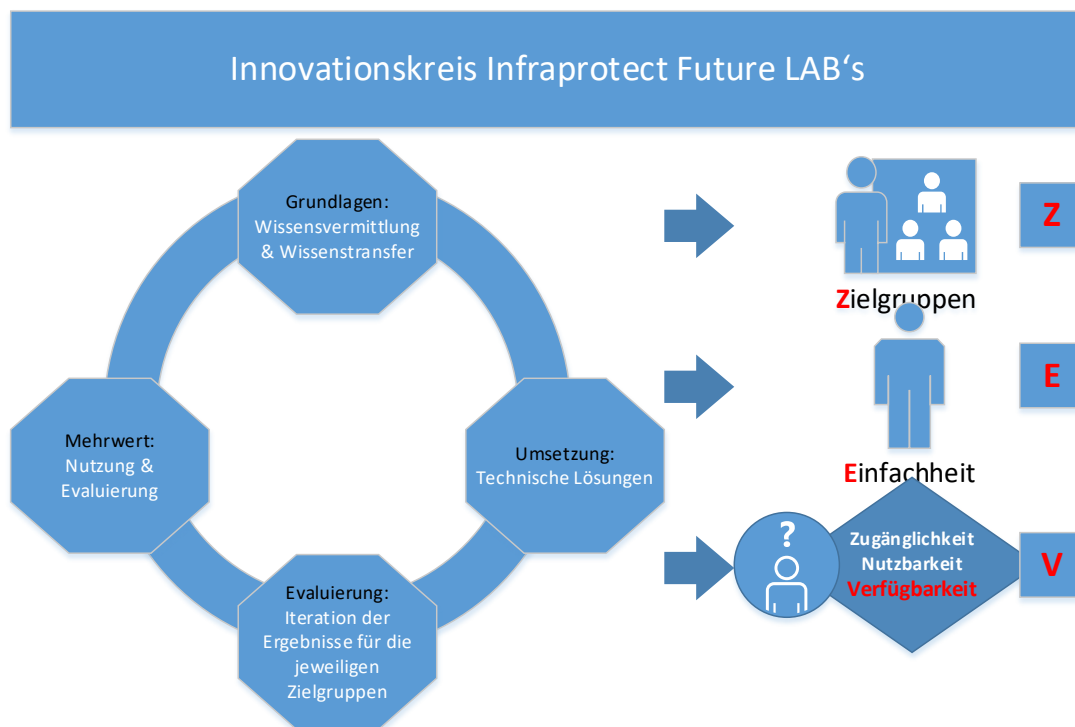 Innovationskreis Infraprotect Future LAB‘s
Grundlagen:
Wissensvermittlung
& Wissenstransfer
Mehrwert:
Nutzung &
Evaluierung
Umsetzung:
Technische Lösungen
Evaluierung:
Iteration der
Ergebnisse für die
jeweiligen
Zielgruppen
Zielgruppen
Z
Einfachheit
E
?
Zugänglichkeit
Nutzbarkeit
Verfügbarkeit
V